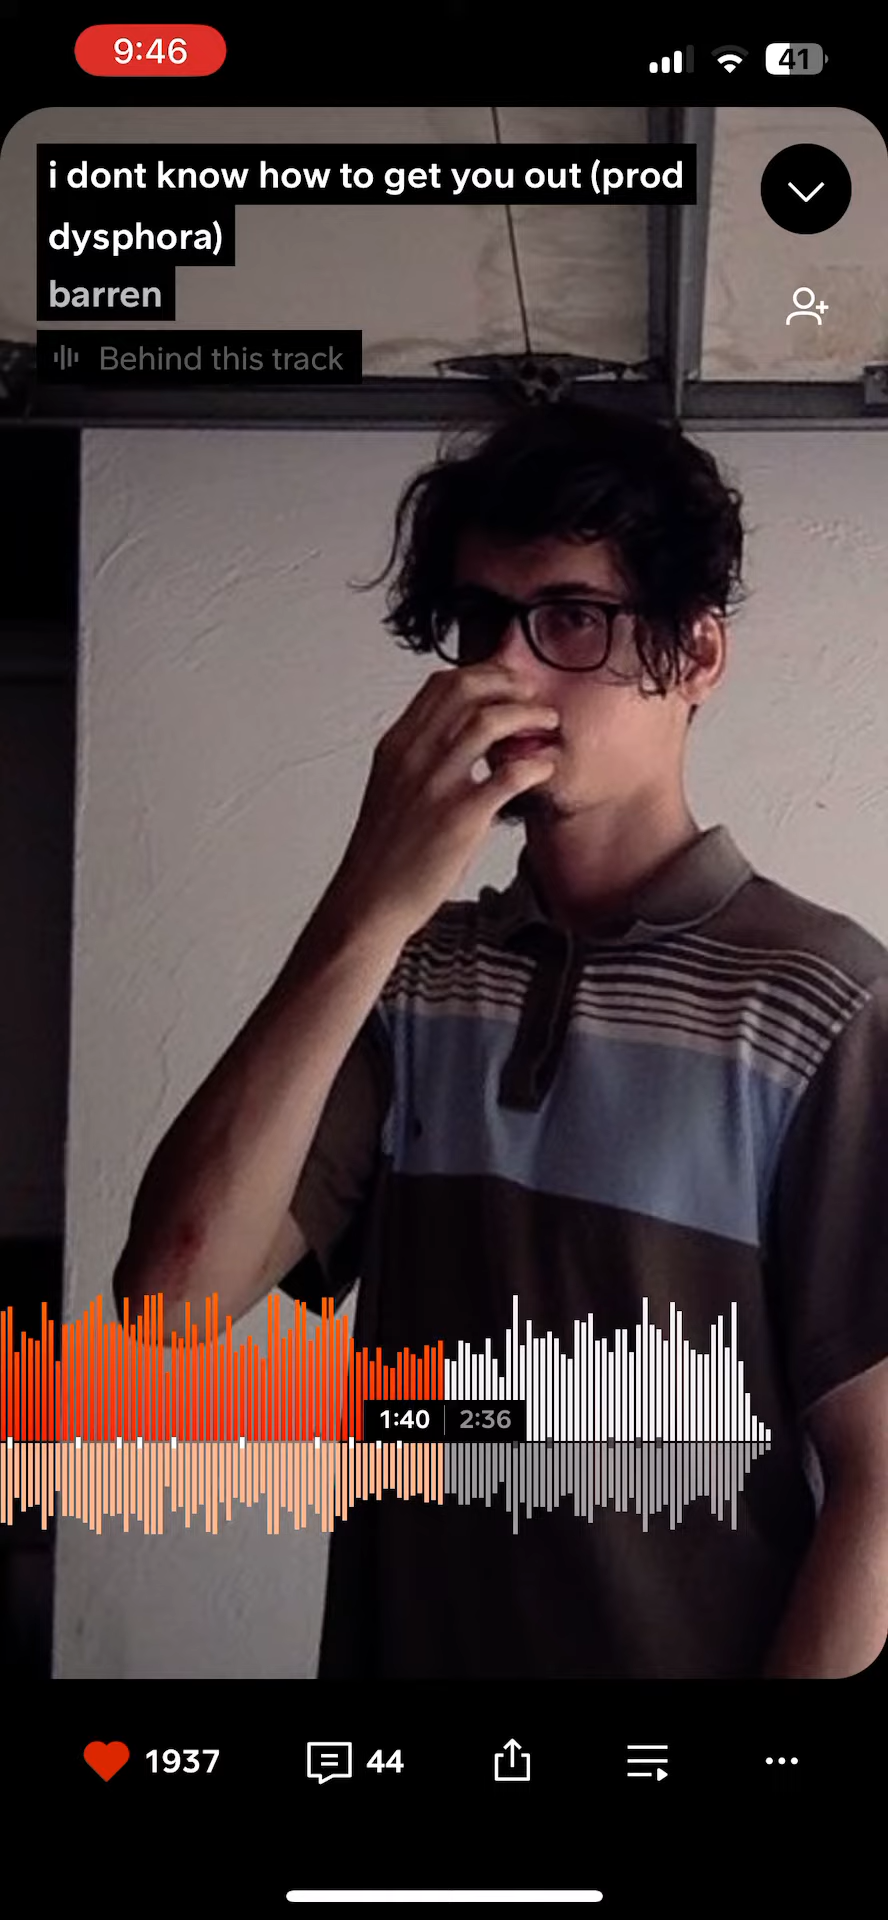 9:46
41
i dont know how to get you out (prod
dysphora)
barren
Behind this track
1:40 2:36
1937 44